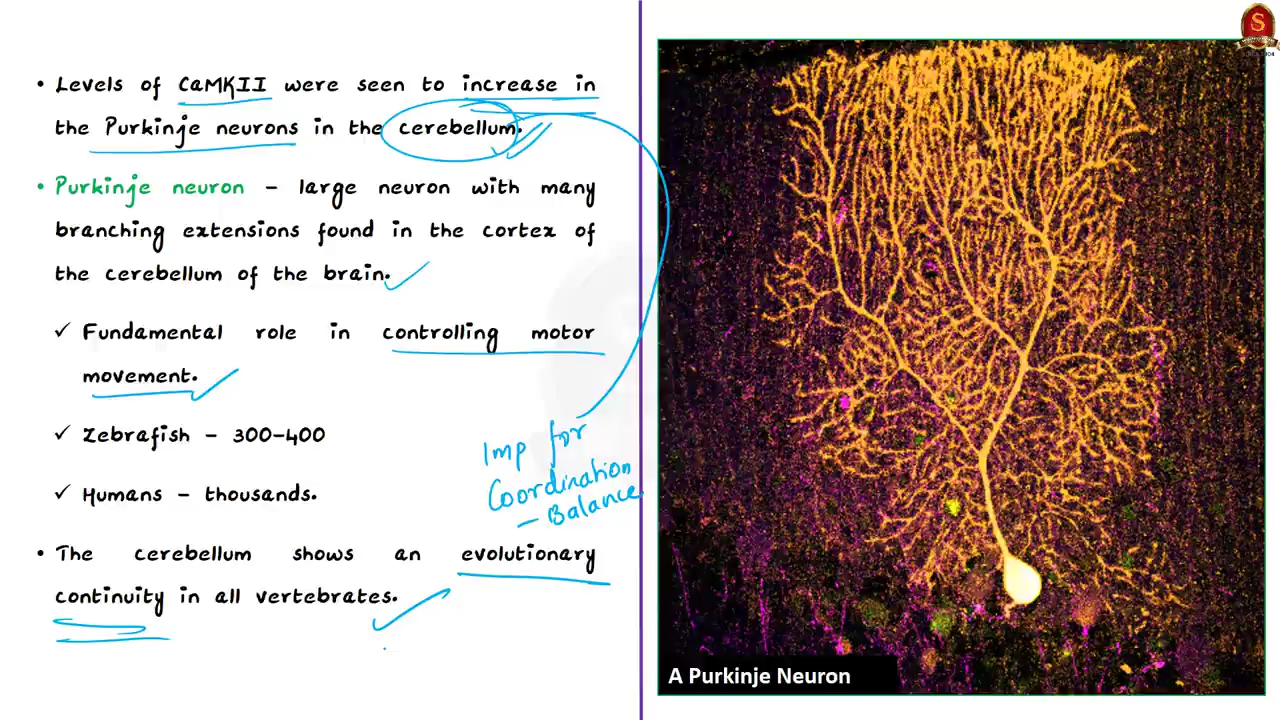 • Levels of CaMKII were seen to increase in
the Purkinje neurons in the cerebellum.
• Purkinje neuron – large neuron with many
branching extensions found in the cortex of
the cerebellum of the brain.
✓ Fundamental role in controlling motor
movement.
✓ Zebrafish – 300-400
✓ Humans – thousands.
Imp for
Coordination
– Balance
• The cerebellum shows an evolutionary
continuity in all vertebrates.
A Purkinje Neuron
S